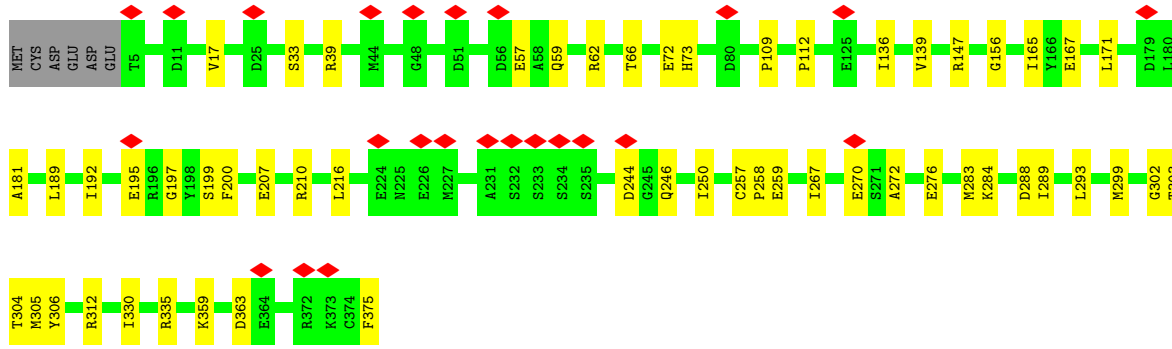 MET CYS ASP GLU ASP GLU T5 D11 V17 D25 S33 R39 M44 G48 D51 D56 E57 A58 Q59 R62 T66 E72 H73 D80 P109 P112 E125 I136 V139 R147 G156 I165 Y166 E167 L171 D179 L180
A181 L189 I192 E195 R196 G197 Y198 S199 F200 E207 R210 L216 E224 N225 E226 M227 A231 S232 S233 S234 S235 D244 G245 Q246 I250 C257 P258 E259 I267 E270 S271 A272 E276 M283 K284 D288 I289 L293 M299 G302 T303
T304 M305 Y306 R312 I330 R335 K359 D363 E364 R372 K373 C374 F375